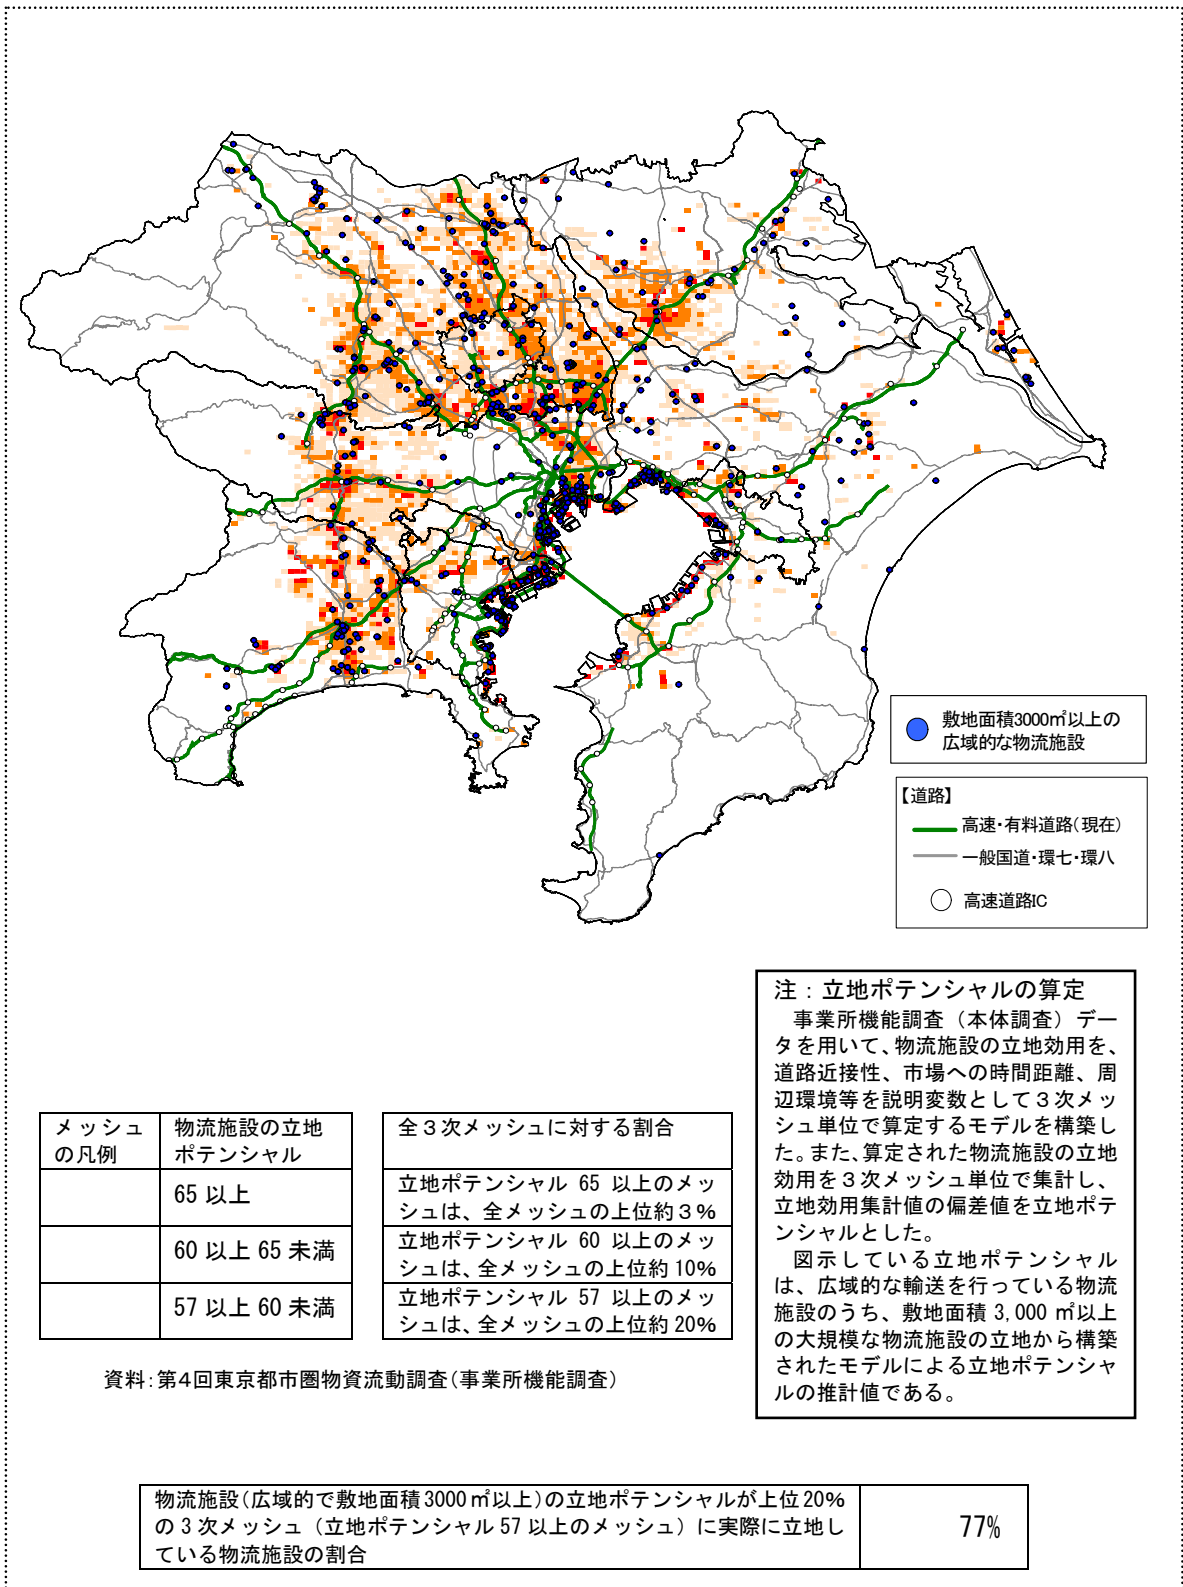 敷地面積3000㎡以上の
広域的な物流施設
【道路】
高速・有料道路(現在)
一般国道・環七・環八
高速道路IC
注：立地ポテンシャルの算定
事業所機能調査（本体調査）デー
タを用いて、物流施設の立地効用を、
道路近接性、市場への時間距離、周
辺環境等を説明変数として３次メッ
シュ単位で算定するモデルを構築し
た。また、算定された物流施設の立地
効用を３次メッシュ単位で集計し、
立地効用集計値の偏差値を立地ポテ
ンシャルとした。
図示している立地ポテンシャル
は、広域的な輸送を行っている物流
施設のうち、敷地面積 3,000 ㎡以上
の大規模な物流施設の立地から構築
されたモデルによる立地ポテンシャ
ルの推計値である。
メッシュ
の凡例
物流施設の立地
ポテンシャル
65 以上
60 以上 65 未満
57 以上 60 未満
全３次メッシュに対する割合
立地ポテンシャル 65 以上のメッ
シュは、全メッシュの上位約３%
立地ポテンシャル 60 以上のメッ
シュは、全メッシュの上位約 10%
立地ポテンシャル 57 以上のメッ
シュは、全メッシュの上位約 20%
資料：第４回東京都市圏物資流動調査（事業所機能調査）
物流施設（広域的で敷地面積 3000 ㎡以上）の立地ポテンシャルが上位 20%
の 3 次メッシュ（立地ポテンシャル 57 以上のメッシュ）に実際に立地し
ている物流施設の割合
77%